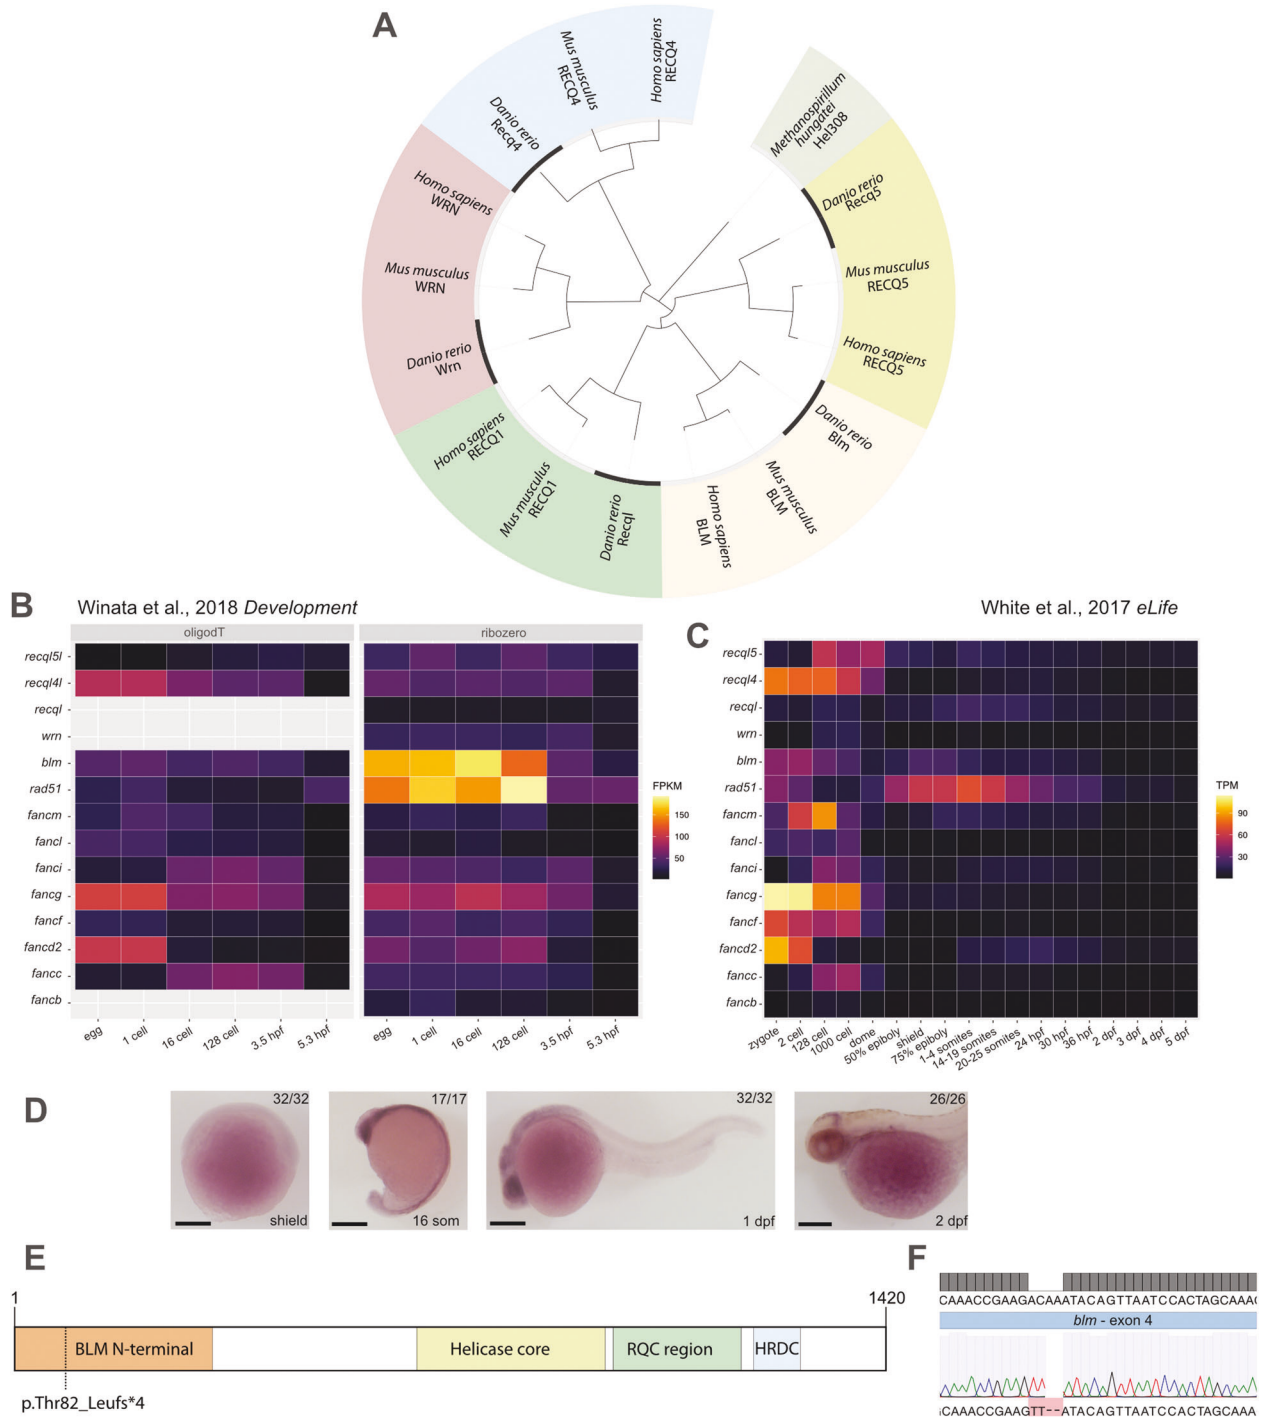 A
Homo sapiens
RECQ4
Mus musculus
RECQ4
Danio rerio
Recq4
Homo sapiens
WRN
Mus musculus
WRN
Danio rerio
Wrn
Homo sapiens
RECQ1
Mus musculus
RECQ1
Danio rerio
Recql
Homo sapiens
BLM
Mus musculus
BLM
Danio rerio
Blm
Homo sapiens
RECQ5
Mus musculus
RECQ5
Danio rerio
Recq5
Methanospirillum
hungatei
Hel308
B
Winata et al., 2018 Development
oligodT
ribozero
recql5l
recql4l
recql
wrn
blm
rad51
fancm
fancl
fanci
fancg
fancf
fancd2
fancc
fancb
egg 1 cell 16 cell 128 cell 3.5 hpf 5.3 hpf
egg 1 cell 16 cell 128 cell 3.5 hpf 5.3 hpf
FPKM
150
100
50
C
White et al., 2017 eLife
recql5
recql4
recql
wrn
blm
rad51
fancm
fancl
fanci
fancg
fancf
fancd2
fancc
fancb
zygote 2 cell 128 cell 1000 cell dome 50% epiboly shield 75% epiboly 1-4 somites 14-19 somites 20-25 somites 24 hpf 30 hpf 36 hpf 2 dpf 3 dpf 4 dpf 5 dpf
TPM
90
60
30
D
32/32
shield
17/17
16 som
32/32
1 dpf
26/26
2 dpf
E
1
1420
BLM N-terminal
Helicase core
RQC region
HRDC
p.Thr82_Leufs*4
F
CAAACCGAAGACAAATACAGTTAATCCACTAGCAAAG
blm - exon 4
CAAACCGAAGTT--ATACAGTTAATCCACTAGCAAA